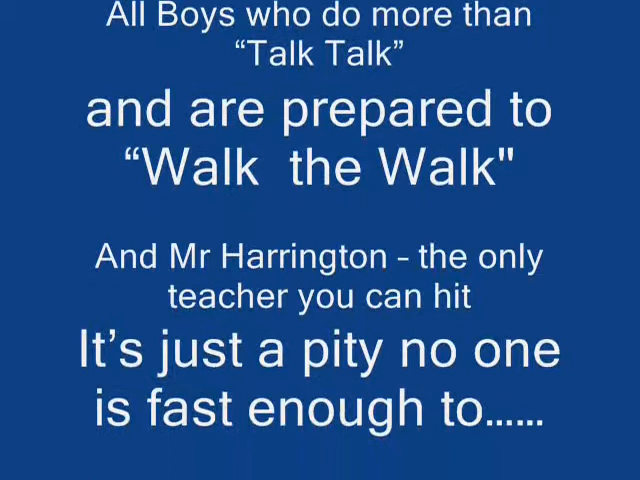 All Boys who do more than
“Talk Talk”
and are prepared to
“Walk  the Walk"
And Mr Harrington – the only
teacher you can hit
It’s just a pity no one
is fast enough to……